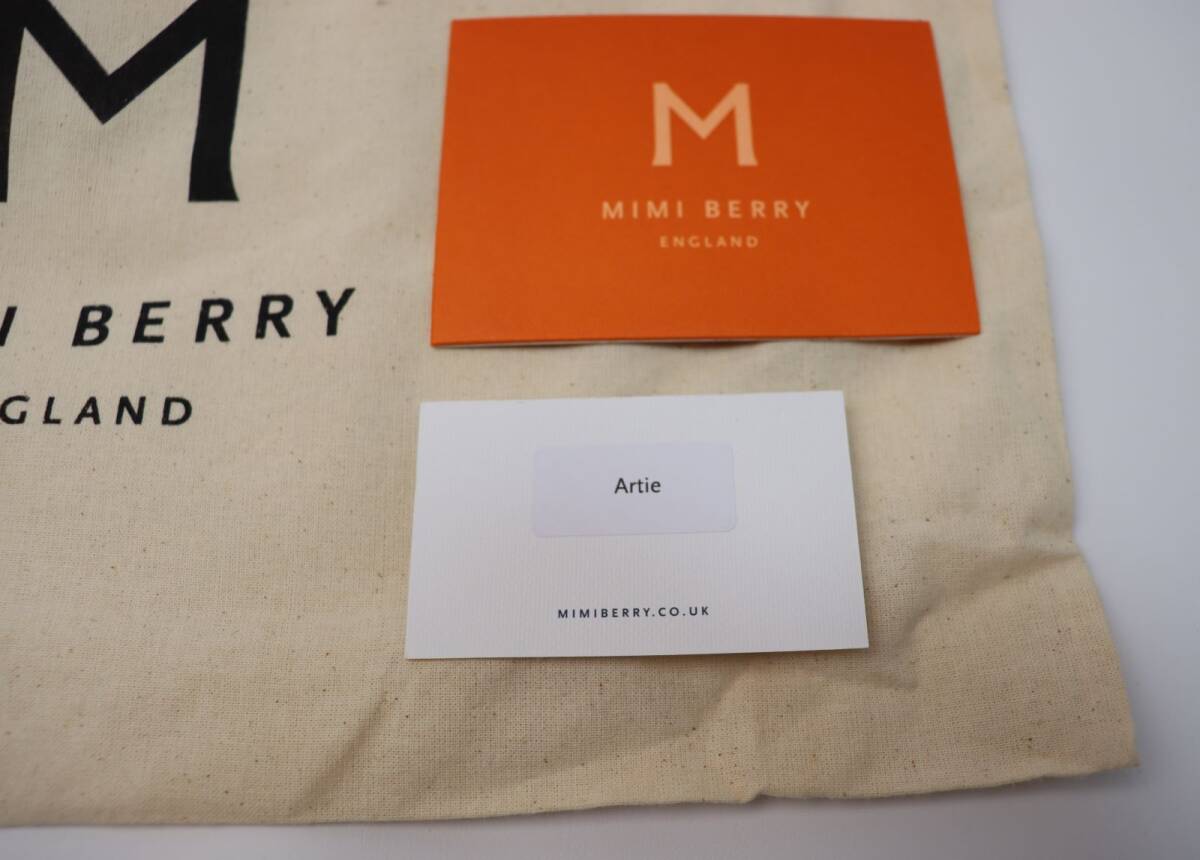 M
BERRY
GLAND
M
MIMI BERRY
ENGLAND
Artie
MIMIBERRY.CO.UK